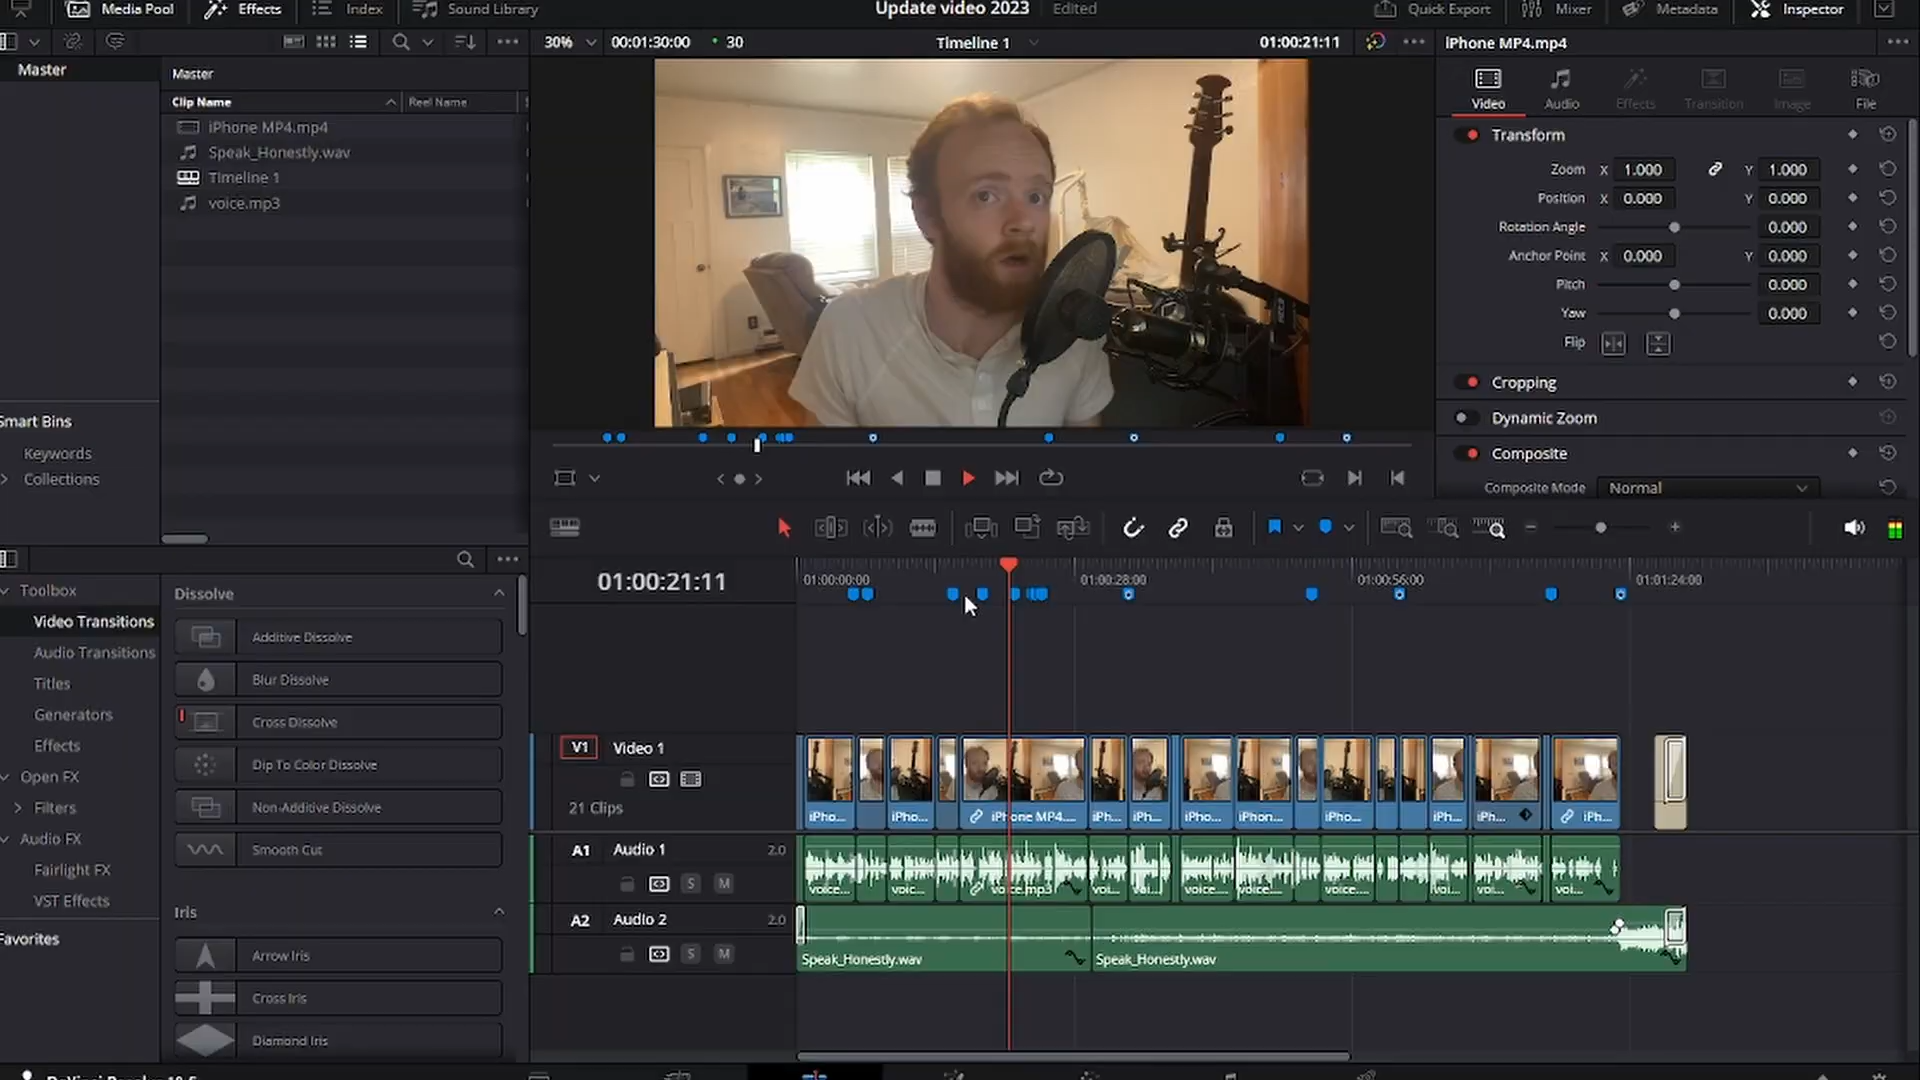 Media Pool Effects Index Sound Library Update video 2023 Edited Quick Export Mixer Metadata Inspector
30% 00:01:30:00 30 Timeline 1 01:00:21:11 iPhone MP4.mp4
Master Master
Clip Name Reel Name
iPhone MP4.mp4
Speak_Honestly.wav
Timeline 1
voice.mp3
Smart Bins
Keywords
Collections
Video Audio Effects Transition Image File
Transform
Zoom X 1.000 Y 1.000
Position X 0.000 Y 0.000
Rotation Angle 0.000
Anchor Point X 0.000 Y 0.000
Pitch 0.000
Yaw 0.000
Flip
Cropping
Dynamic Zoom
Composite
Composite Mode Normal
Toolbox
Video Transitions
Audio Transitions
Titles
Generators
Effects
Open FX
Filters
Audio FX
Fairlight FX
VST Effects
Favorites
Dissolve
Additive Dissolve
Blur Dissolve
Cross Dissolve
Dip To Color Dissolve
Non-Additive Dissolve
Smooth Cut
Iris
Arrow Iris
Cross Iris
Diamond Iris
01:00:21:11 01:00:00:00 01:00:28:00 01:00:56:00 01:01:24:00
V1 Video 1
21 Clips
iPho... iPho... iPhone MP4.... iPh... iPh... iPho... iPhon... iPho... iPh... iPh... iPh...
A1 Audio 1 2.0
S M
voice... voic... voice.mp3 voi... voi... voice.... voice.... voice.... voi... voi... voi...
A2 Audio 2 2.0
S M
Speak_Honestly.wav Speak_Honestly.wav